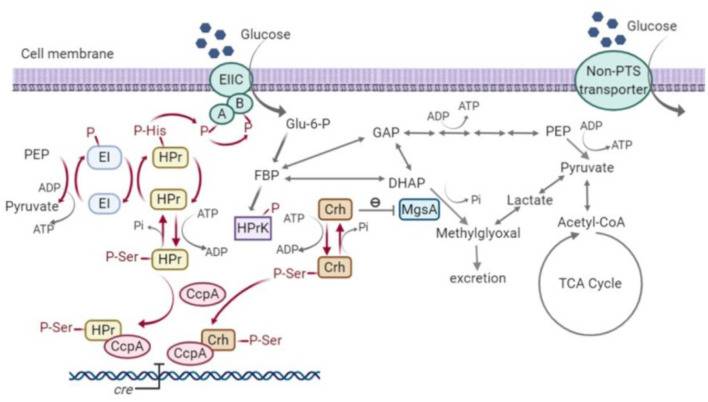 Glucose
Glucose
Cell membrane
EIIC
Non-PTS
transporter
A
B
P
P
Glu-6-P
P-His
P
PEP
EI
HPr
GAP
ADP
ATP
PEP
ADP
ATP
Pyruvate
ADP
Pyruvate
ATP
EI
HPr
FBP
DHAP
Pi
Lactate
Acetyl-CoA
Pi
ATP
ADP
HPrK
P
ATP
ADP
Crh
⊖
MgsA
Methylglyoxal
Pi
P-Ser
HPr
P-Ser
Crh
excretion
TCA Cycle
CcpA
P-Ser
HPr
CcpA
Crh
P-Ser
CcpA
cre